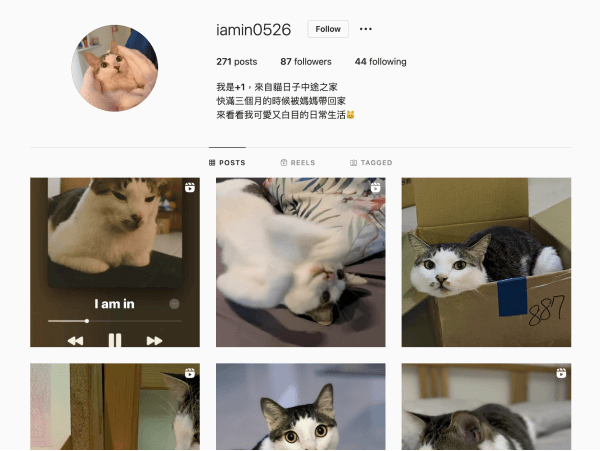 iamin0526 Follow
271 posts 87 followers 44 following
我是+1，來自貓日子中途之家
快滿三個月的時候被媽媽帶回家
來看看我可愛又白目的日常生活🐱
POSTS REELS TAGGED
I am in
887